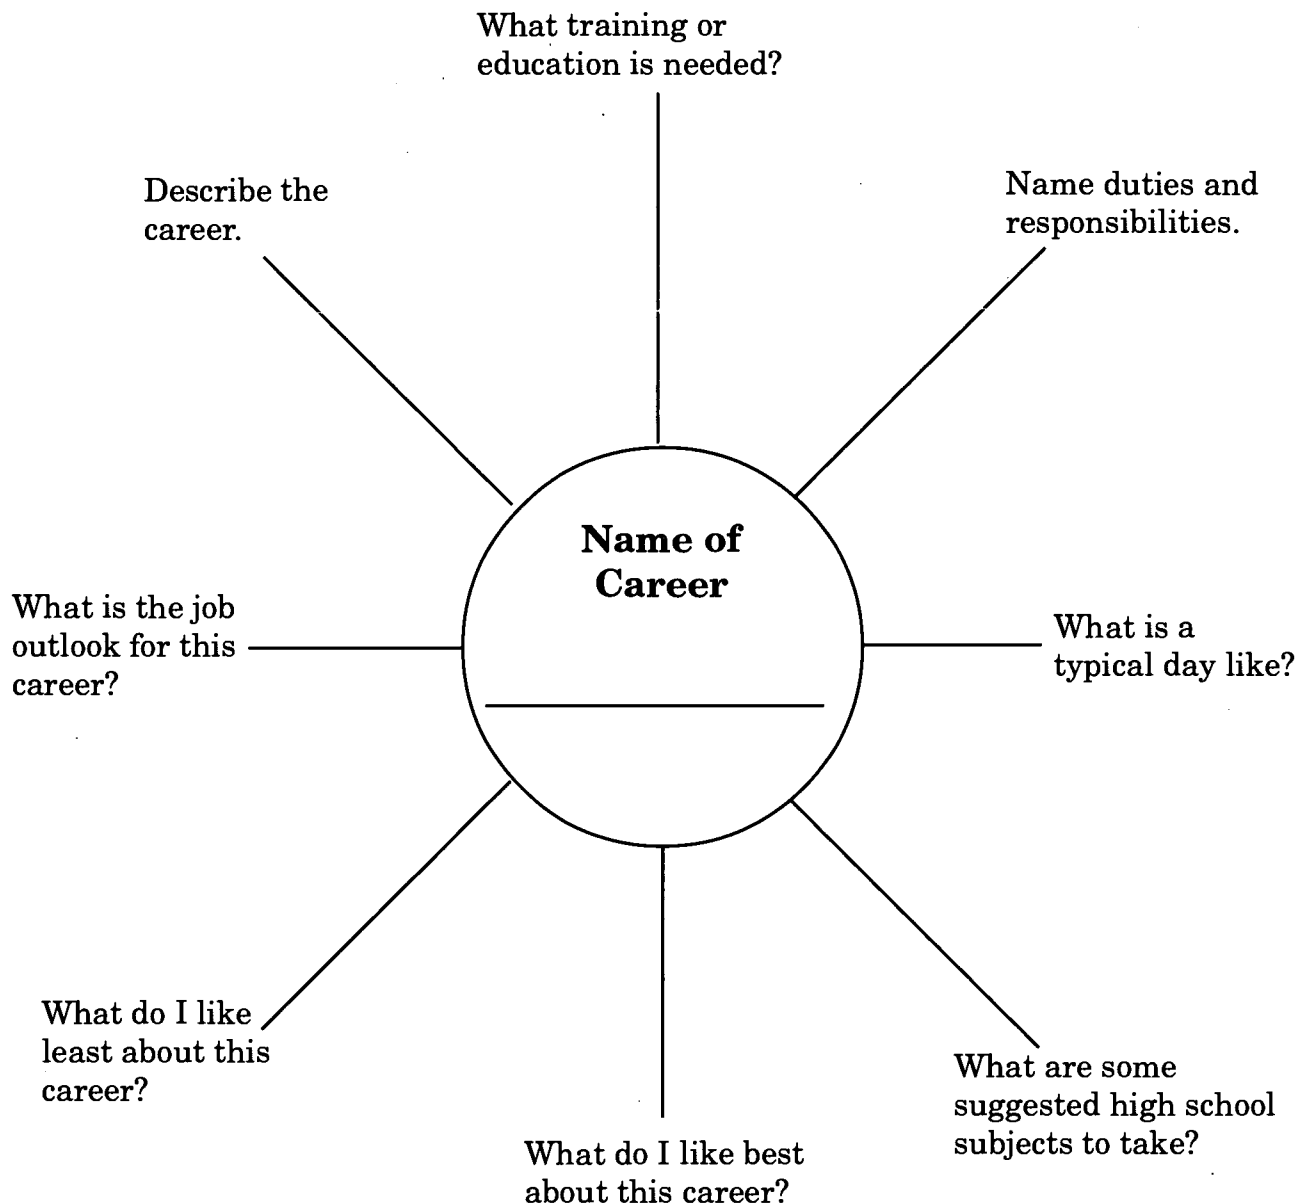 What training or
education is needed?
Describe the
career.
Name duties and
responsibilities.
Name of
Career
What is the job
outlook for this
career?
What is a
typical day like?
What do I like
least about this
career?
What are some
suggested high school
subjects to take?
What do I like best
about this career?